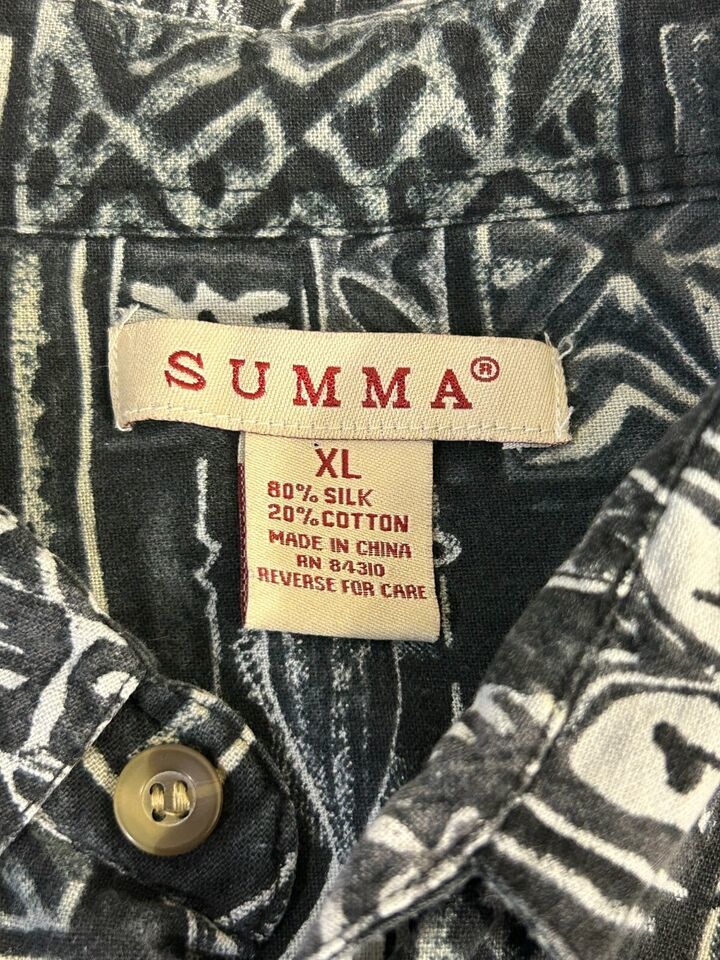 SUMMA®
XL
80% SILK
20% COTTON
MADE IN CHINA
RN 84310
REVERSE FOR CARE